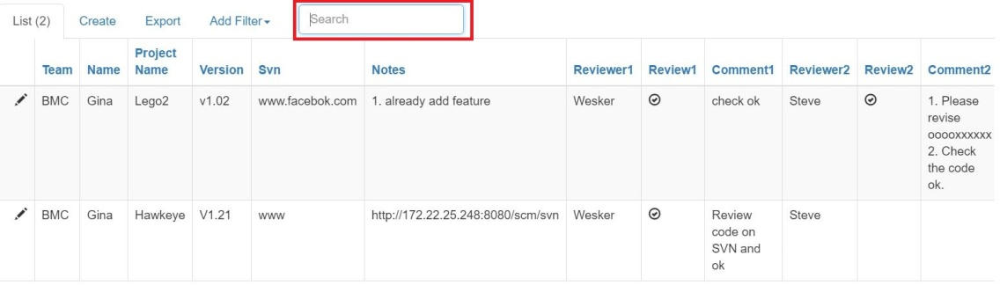 List (2) Create Export Add Filter Search
Team Name Project Name Version Svn Notes Reviewer1 Review1 Comment1 Reviewer2 Review2 Comment2
BMC Gina Lego2 v1.02 www.facebok.com 1. already add feature Wesker check ok Steve 1. Please
revise
ooooxxxxxx
2. Check
the code
ok.
BMC Gina Hawkeye V1.21 www http://172.22.25.248:8080/scm/svn Wesker Review Steve
code on
SVN and
ok